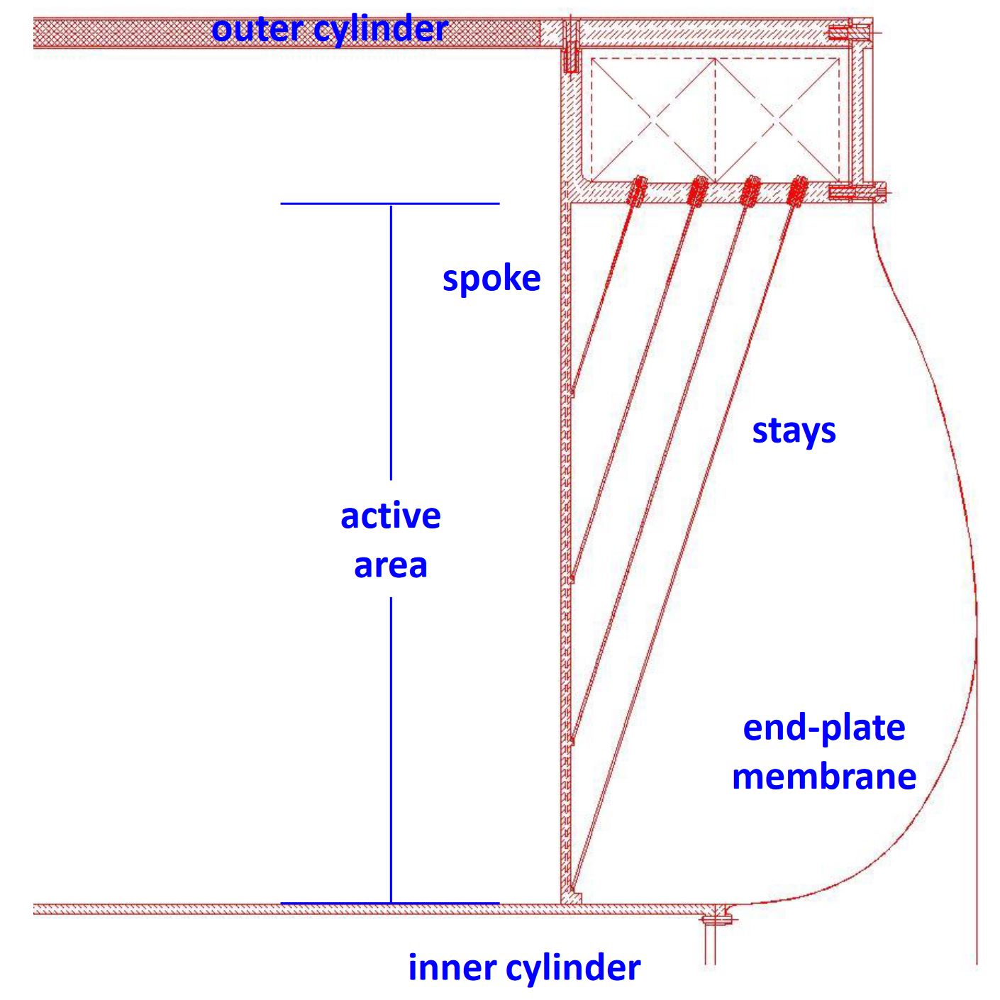 outer cylinder
spoke
stays
active
area
end-plate
membrane
inner cylinder